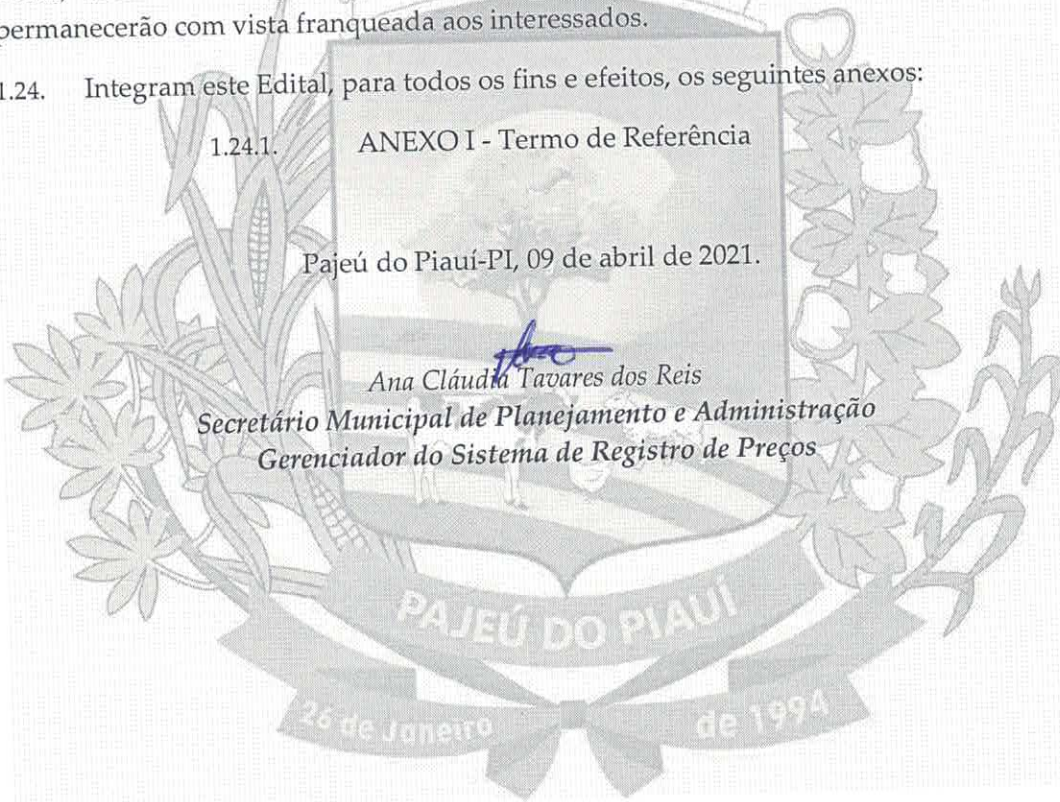 permanecerão com vista franqueada aos interessados.
1.24. Integram este Edital, para todos os fins e efeitos, os seguintes anexos:
1.24.1. ANEXO I - Termo de Referência
Pajeú do Piauí-PI, 09 de abril de 2021.
Ana Cláudia Tavares dos Reis
Secretário Municipal de Planejamento e Administração
Gerenciador do Sistema de Registro de Preços
PAJEÚ DO PIAUÍ
26 de Janeiro de 1994